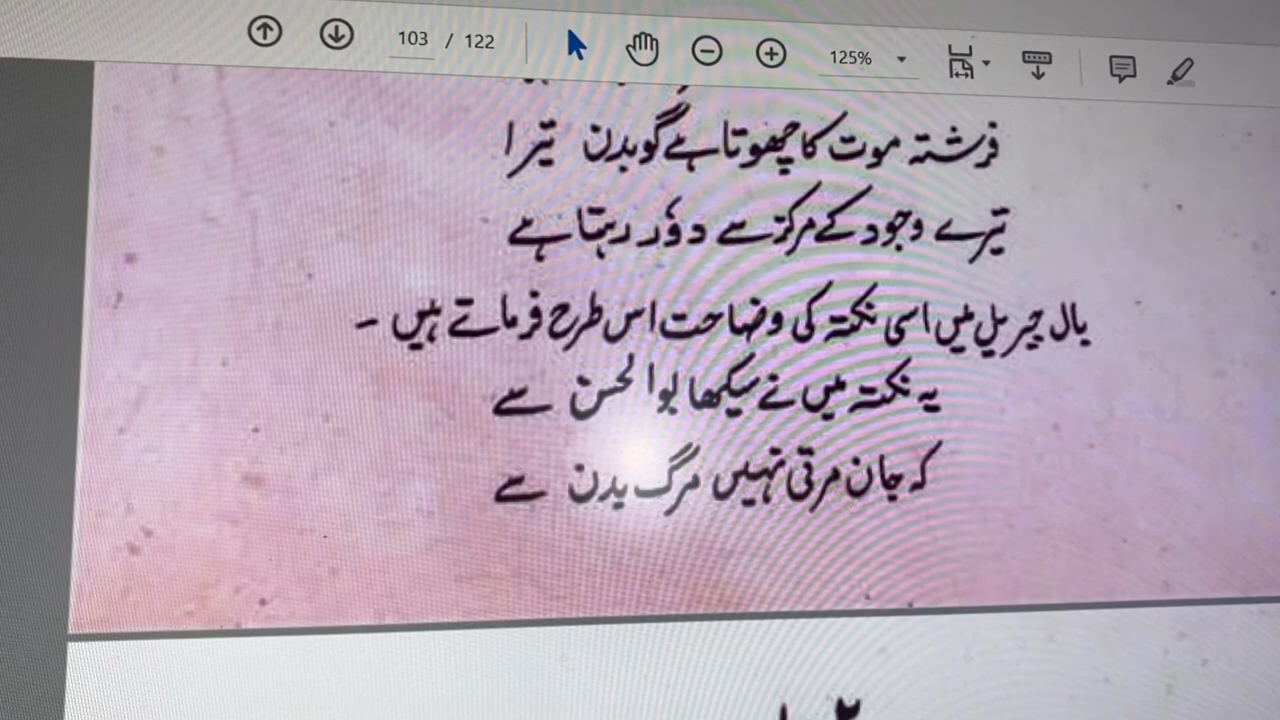 103 / 122
125%
فرشتہ موت کا چھوتا ہے گو بدن تیرا
تیرے وجود کے مرکز سے دور رہتا ہے
بال جبریل میں اسی نکتہ کی وضاحت اس طرح فرماتے ہیں ۔
یہ نکتہ میں نے سیکھا بوالحسن سے
کہ جان مرتی نہیں مرگ بدن سے